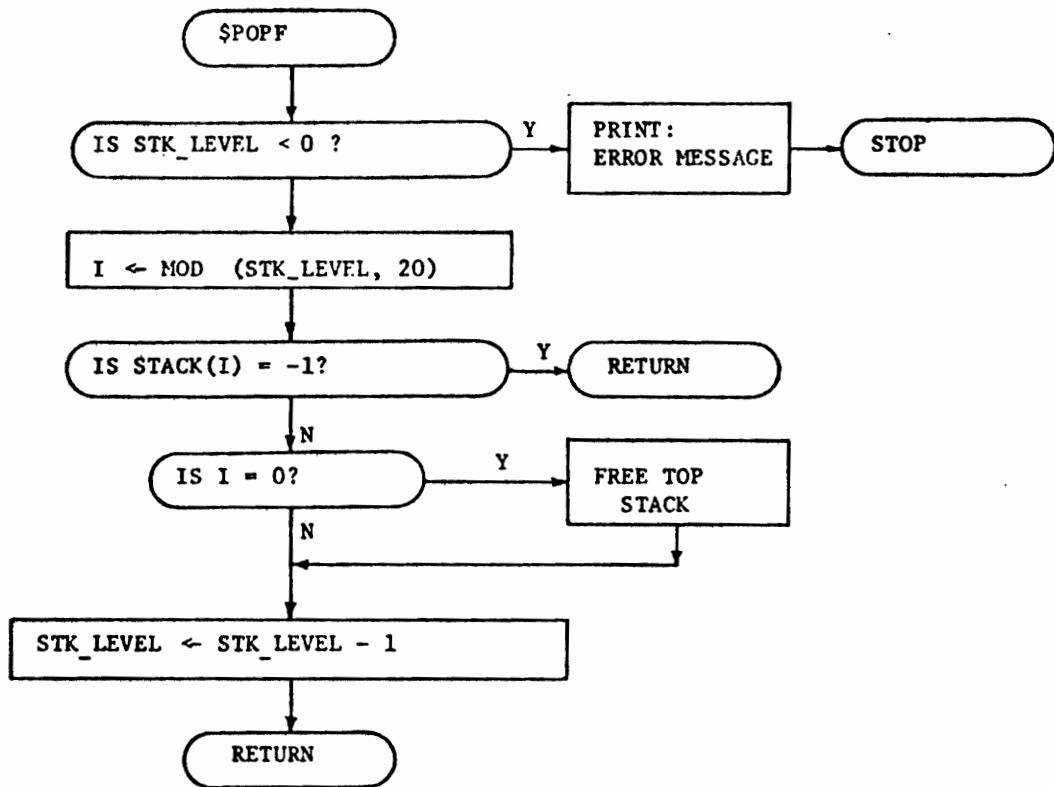 $POPF
IS STK_LEVEL < 0 ?
Y
PRINT:
ERROR MESSAGE
STOP
I ← MOD (STK_LEVEL, 20)
IS STACK(I) = -1?
Y
RETURN
N
IS I = 0?
Y
FREE TOP
STACK
N
STK_LEVEL ← STK_LEVEL - 1
RETURN